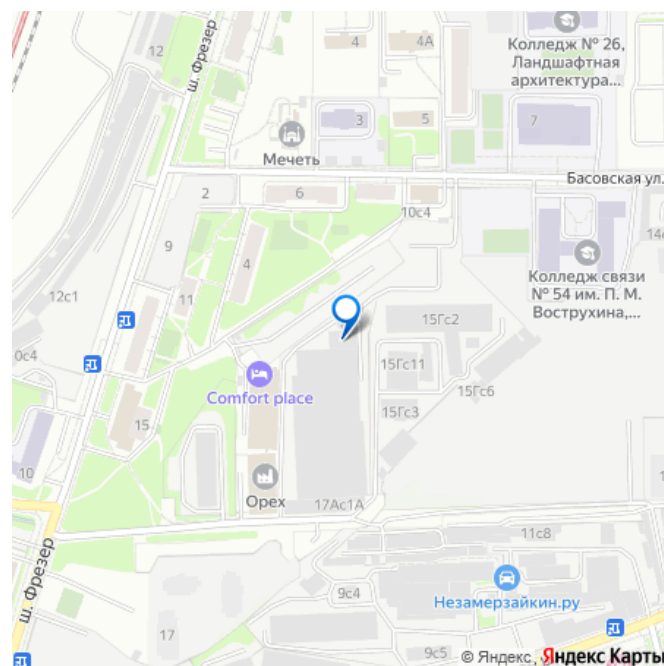 12
ш. Фрезер
4
4А
Колледж № 26,
Ландшафтная
архитектура...
3
5
7
Мечеть
2
6
Басовская ул.
10с4
9
4
12с1
11
Колледж связи
№ 54 им. П. М.
Вострухина,...
15Гс2
15Гс11
15Гс6
Comfort place
15Гс3
15
10
Орех
17Ас1А
ш. Фрезер
11с8
9с4
Незамерзайкин.ру
17
9с5
© Яндекс
Яндекс Карты